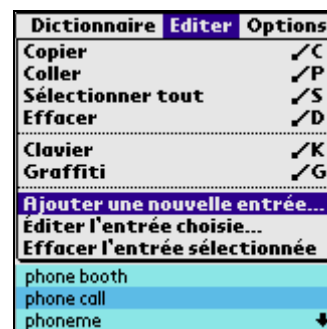 Dictionnaire Editer Options
Copier /C
Coller /P
Sélectionner tout /S
Effacer /D
Clavier /K
Graffiti /G
Ajouter une nouvelle entrée...
Éditer l'entrée choisie...
Effacer l'entrée sélectionnée
phone booth
phone call
phoneme